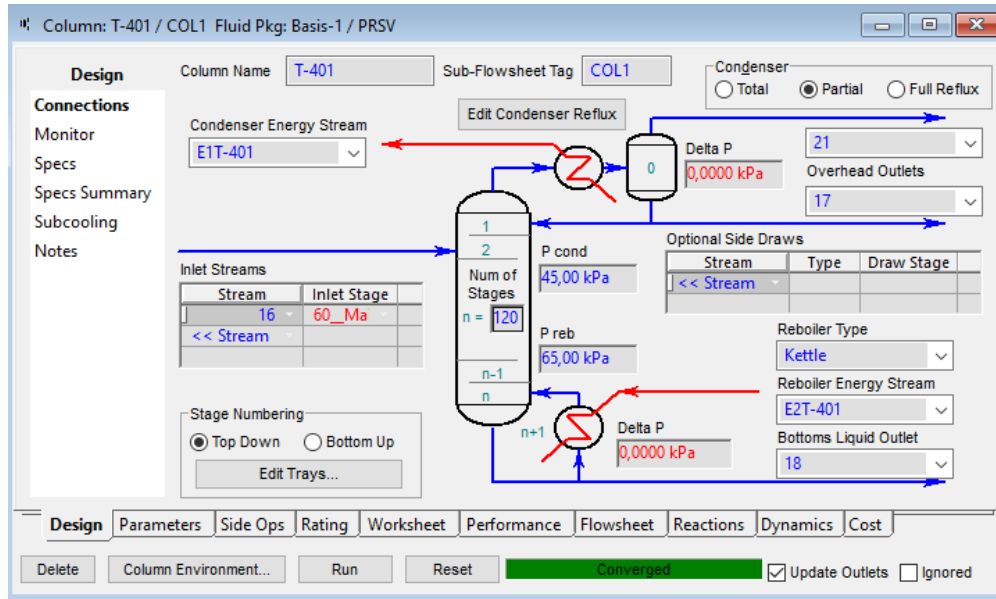 Column: T-401 / COL1 Fluid Pkg: Basis-1 / PRSV
Design
Connections
Monitor
Specs
Specs Summary
Subcooling
Notes
Column Name T-401
Sub-Flowsheet Tag COL1
Condenser
Total Partial Full Reflux
Edit Condenser Reflux
Condenser Energy Stream
E1T-401
0
Delta P
0,0000 kPa
21
Overhead Outlets
17
1
2
Num of
Stages
n = 120
n-1
n
n+1
P cond
45,00 kPa
P reb
65,00 kPa
Inlet Streams
Stream Inlet Stage
16 60__Ma
<< Stream
Optional Side Draws
Stream Type Draw Stage
<< Stream
Reboiler Type
Kettle
Reboiler Energy Stream
E2T-401
Bottoms Liquid Outlet
18
Delta P
0,0000 kPa
Stage Numbering
Top Down Bottom Up
Edit Trays...
Design Parameters Side Ops Rating Worksheet Performance Flowsheet Reactions Dynamics Cost
Delete Column Environment... Run Reset Converged Update Outlets Ignored